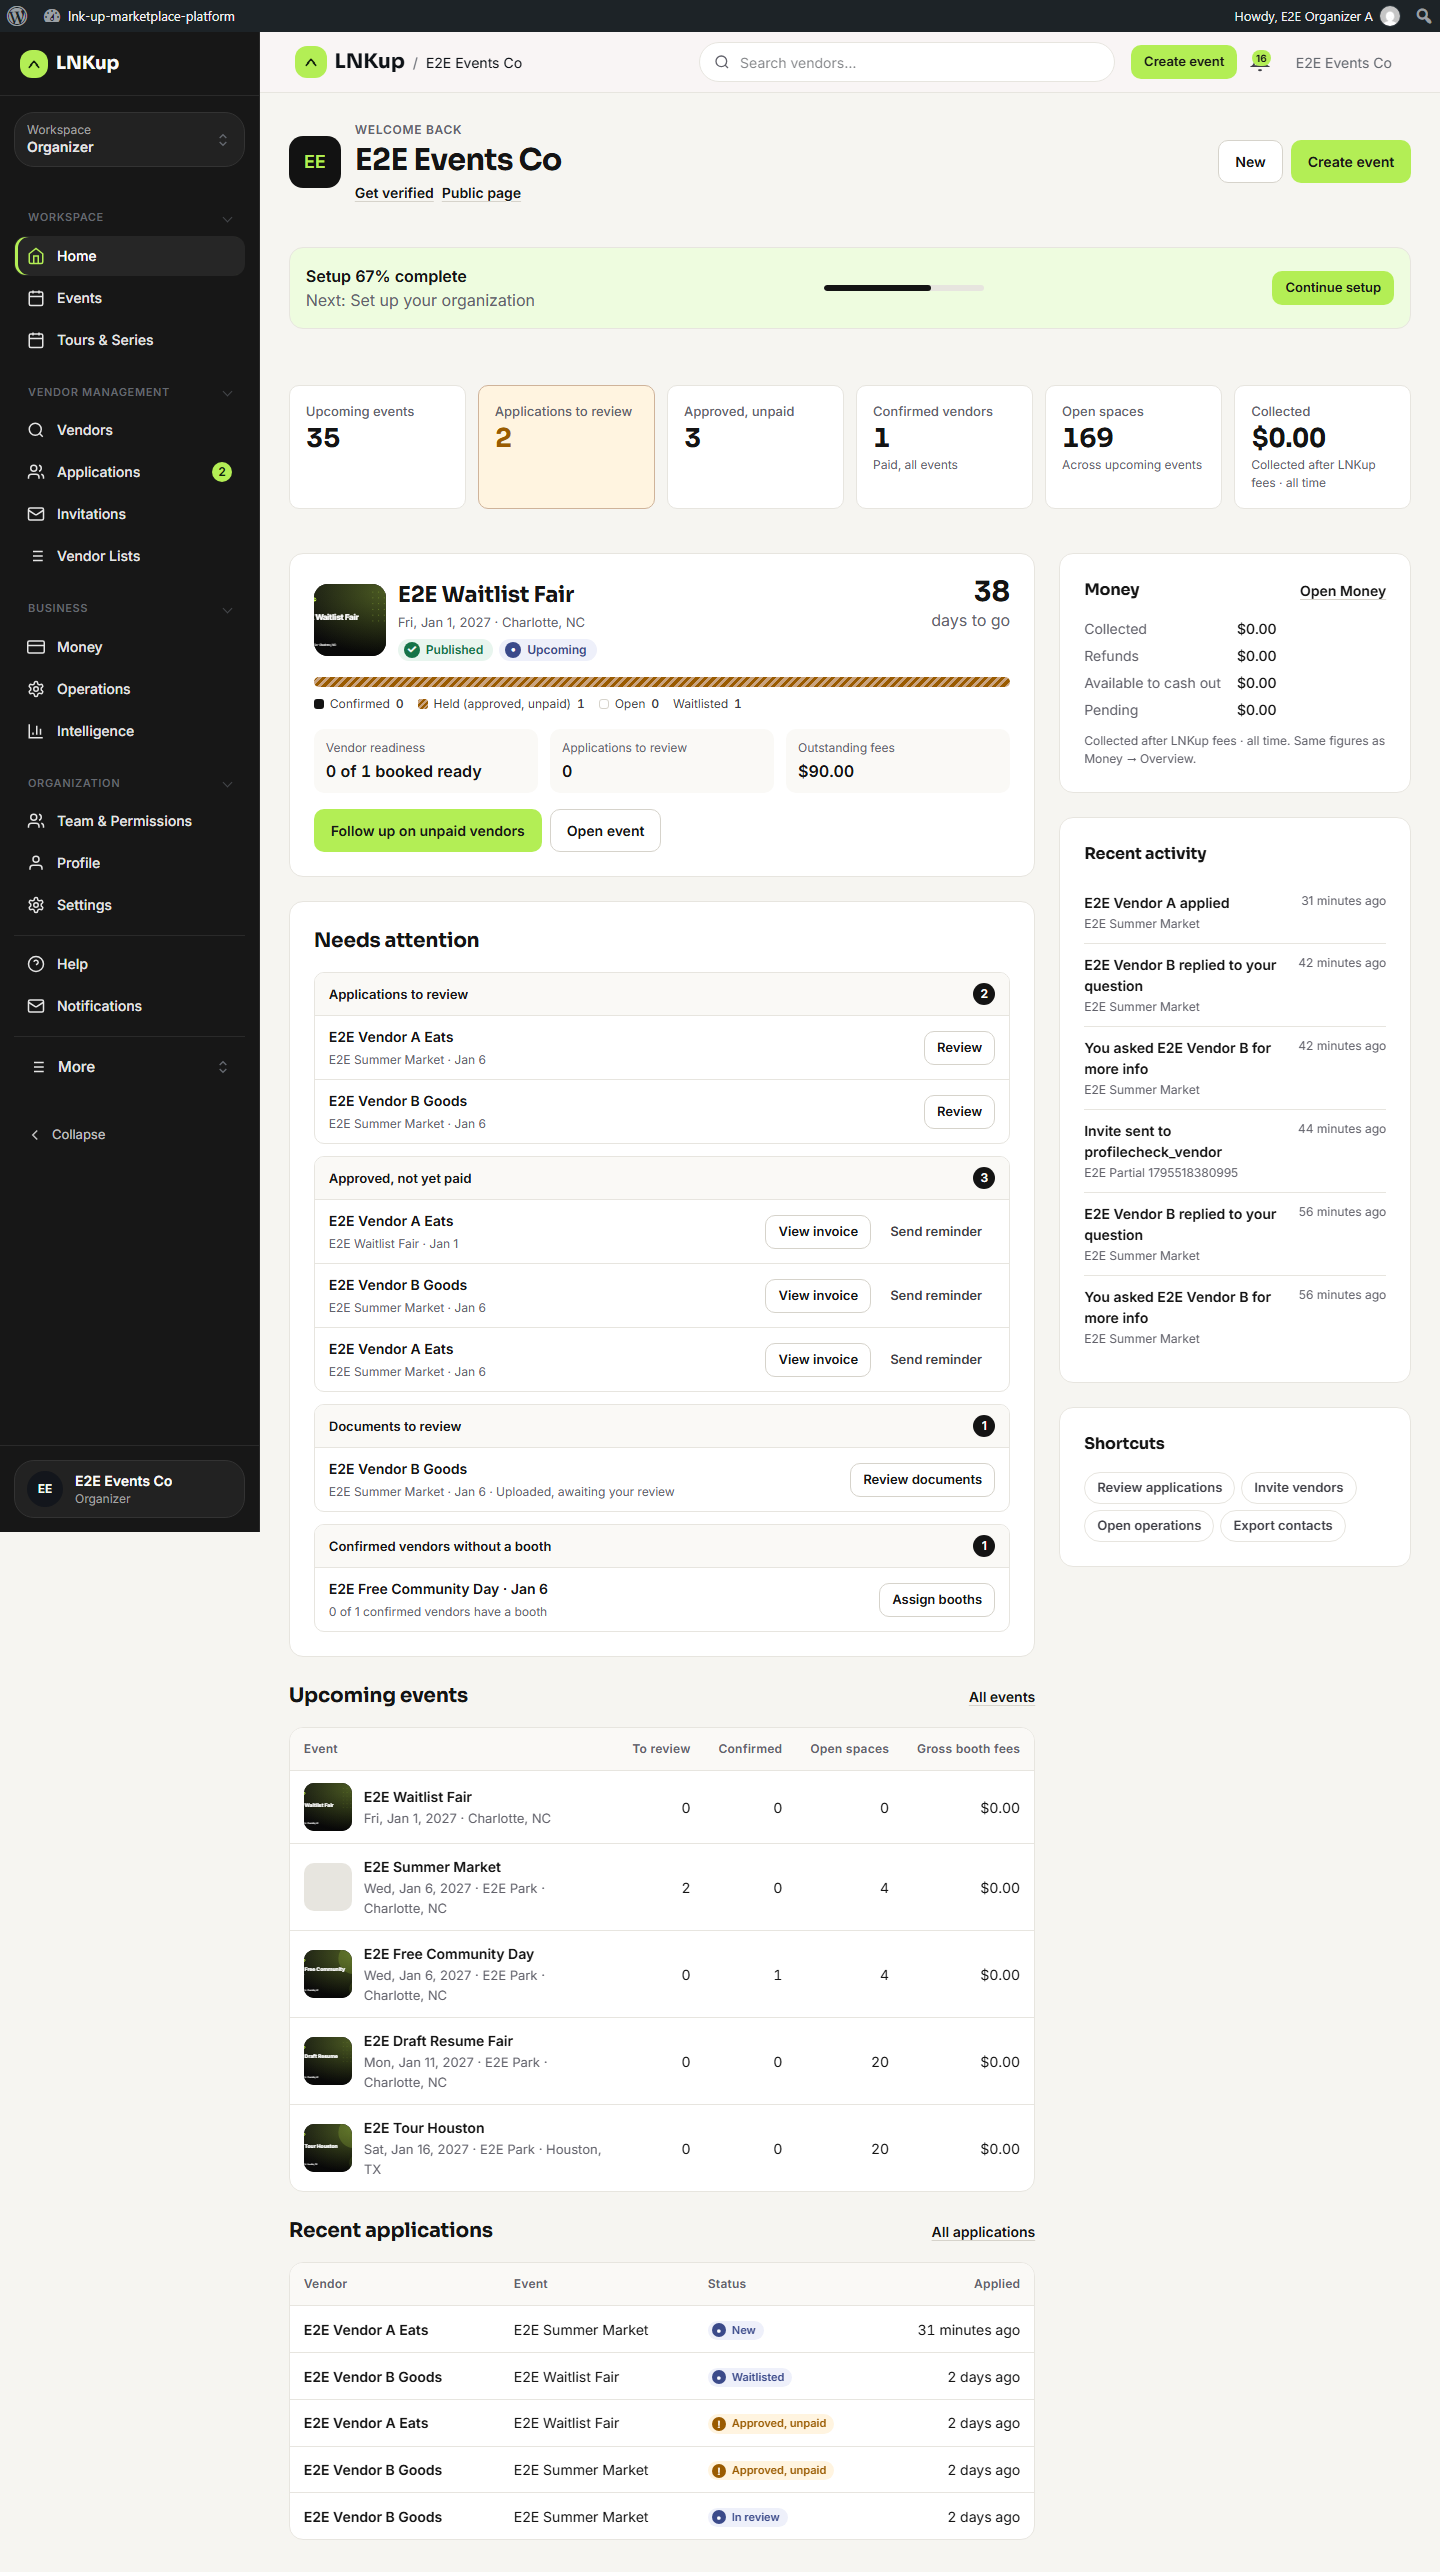 lnk-up-marketplace-platform
Howdy, E2E Organizer A
LNKup
Workspace
Organizer
WORKSPACE
Home
Events
Tours & Series
VENDOR MANAGEMENT
Vendors
Applications 2
Invitations
Vendor Lists
BUSINESS
Money
Operations
Intelligence
ORGANIZATION
Team & Permissions
Profile
Settings
Help
Notifications
More
Collapse
EE
E2E Events Co
Organizer
LNKup / E2E Events Co
Search vendors...
Create event
16
E2E Events Co
EE
WELCOME BACK
E2E Events Co
Get verified Public page
New
Create event
Setup 67% complete
Next: Set up your organization
Continue setup
Upcoming events
35
Applications to review
2
Approved, unpaid
3
Confirmed vendors
1
Paid, all events
Open spaces
169
Across upcoming events
Collected
$0.00
Collected after LNKup
fees · all time
Waitlist Fair
E2E Waitlist Fair
Fri, Jan 1, 2027 · Charlotte, NC
Published
Upcoming
38
days to go
Confirmed 0 Held (approved, unpaid) 1 Open 0 Waitlisted 1
Vendor readiness
0 of 1 booked ready
Applications to review
0
Outstanding fees
$90.00
Follow up on unpaid vendors
Open event
Needs attention
Applications to review 2
E2E Vendor A Eats
E2E Summer Market · Jan 6
Review
E2E Vendor B Goods
E2E Summer Market · Jan 6
Review
Approved, not yet paid 3
E2E Vendor A Eats
E2E Waitlist Fair · Jan 1
View invoice Send reminder
E2E Vendor B Goods
E2E Summer Market · Jan 6
View invoice Send reminder
E2E Vendor A Eats
E2E Summer Market · Jan 6
View invoice Send reminder
Documents to review 1
E2E Vendor B Goods
E2E Summer Market · Jan 6 · Uploaded, awaiting your review
Review documents
Confirmed vendors without a booth 1
E2E Free Community Day · Jan 6
0 of 1 confirmed vendors have a booth
Assign booths
Money
Open Money
Collected $0.00
Refunds $0.00
Available to cash out $0.00
Pending $0.00
Collected after LNKup fees · all time. Same figures as
Money → Overview.
Recent activity
E2E Vendor A applied 31 minutes ago
E2E Summer Market
E2E Vendor B replied to your 42 minutes ago
question
E2E Summer Market
You asked E2E Vendor B for 42 minutes ago
more info
E2E Summer Market
Invite sent to 44 minutes ago
profilecheck_vendor
E2E Partial 1795518380995
E2E Vendor B replied to your 56 minutes ago
question
E2E Summer Market
You asked E2E Vendor B for 56 minutes ago
more info
E2E Summer Market
Shortcuts
Review applications
Invite vendors
Open operations
Export contacts
Upcoming events
All events
Event To review Confirmed Open spaces Gross booth fees
Waitlist Fair
E2E Waitlist Fair
Fri, Jan 1, 2027 · Charlotte, NC
0 0 0 $0.00
E2E Summer Market
Wed, Jan 6, 2027 · E2E Park ·
Charlotte, NC
2 0 4 $0.00
Free Community
E2E Free Community Day
Wed, Jan 6, 2027 · E2E Park ·
Charlotte, NC
0 1 4 $0.00
Draft Resume
E2E Draft Resume Fair
Mon, Jan 11, 2027 · E2E Park ·
Charlotte, NC
0 0 20 $0.00
Tour Houston
E2E Tour Houston
Sat, Jan 16, 2027 · E2E Park · Houston,
TX
0 0 20 $0.00
Recent applications
All applications
Vendor Event Status Applied
E2E Vendor A Eats E2E Summer Market New 31 minutes ago
E2E Vendor B Goods E2E Waitlist Fair Waitlisted 2 days ago
E2E Vendor A Eats E2E Waitlist Fair Approved, unpaid 2 days ago
E2E Vendor B Goods E2E Summer Market Approved, unpaid 2 days ago
E2E Vendor B Goods E2E Summer Market In review 2 days ago